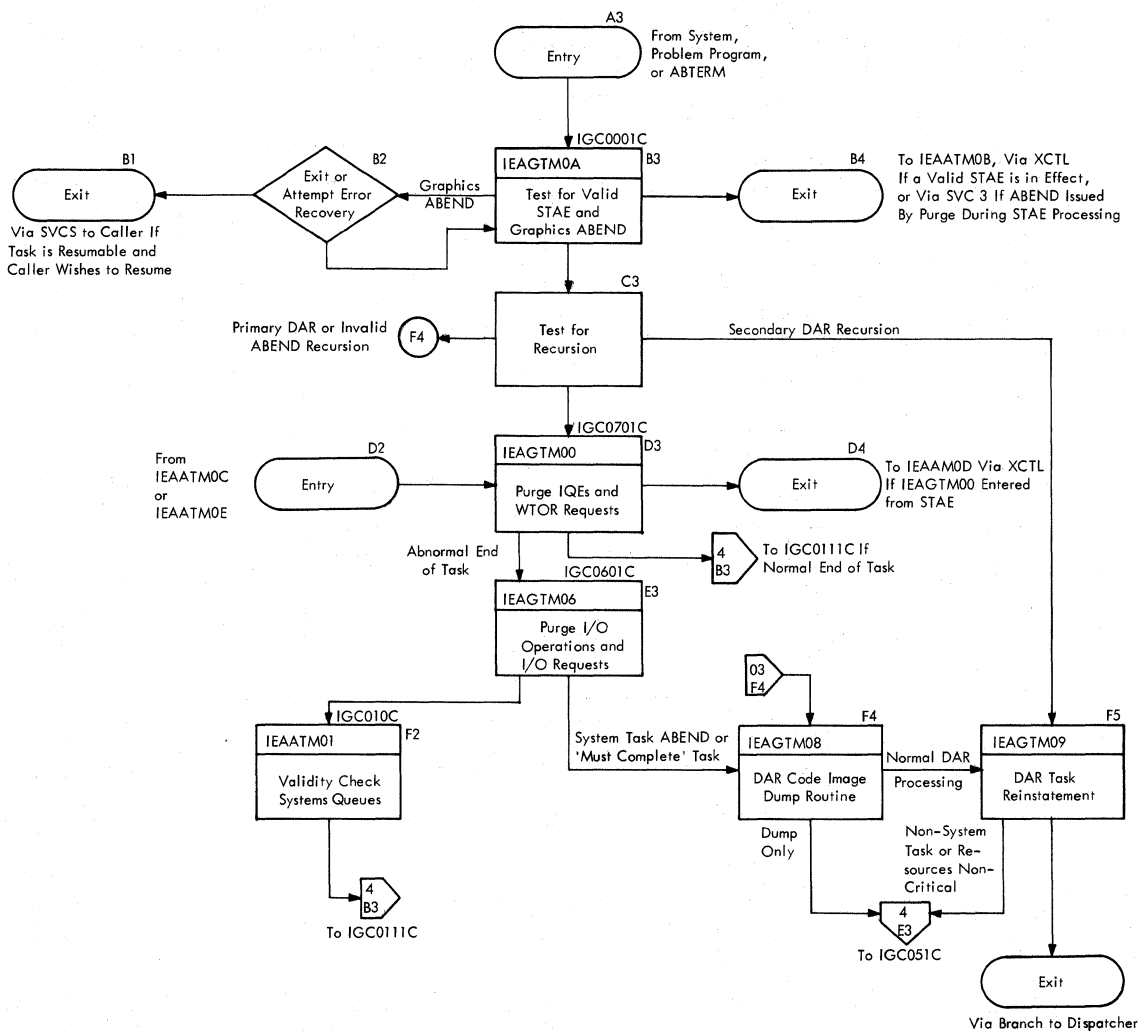 A3
Entry
From System,
Problem Program,
or ABTERM
IGC0001C
B1
Exit
Via SVCS to Caller If
Task is Resumable and
Caller Wishes to Resume
B2
Exit or
Attempt Error
Recovery
Graphics
ABEND
IEAGTM0A
B3
Test for Valid
STAE and
Graphics ABEND
B4
Exit
To IEAATM0B, Via XCTL
If a Valid STAE is in Effect,
or Via SVC 3 If ABEND Issued
By Purge During STAE Processing
C3
Test for
Recursion
Primary DAR or Invalid
ABEND Recursion
F4
Secondary DAR Recursion
IGC0701C
From
IEAATM0C
or
IEAATM0E
D2
Entry
IEAGTM00
D3
Purge IQEs and
WTOR Requests
D4
Exit
To IEAAM0D Via XCTL
If IEAGTM00 Entered
from STAE
Abnormal End
of Task
4
B3
To IGC0111C If
Normal End of Task
IGC0601C
IEAGTM06
E3
Purge I/O
Operations and
I/O Requests
03
F4
IGC010C
IEAATM01
F2
Validity Check
Systems Queues
System Task ABEND or
'Must Complete' Task
F4
IEAGTM08
DAR Code Image
Dump Routine
Normal DAR
Processing
F5
IEAGTM09
DAR Task
Reinstatement
Dump
Only
Non-System
Task or Re-
sources Non-
Critical
4
B3
To IGC0111C
4
E3
To IGC051C
Exit
Via Branch to Dispatcher